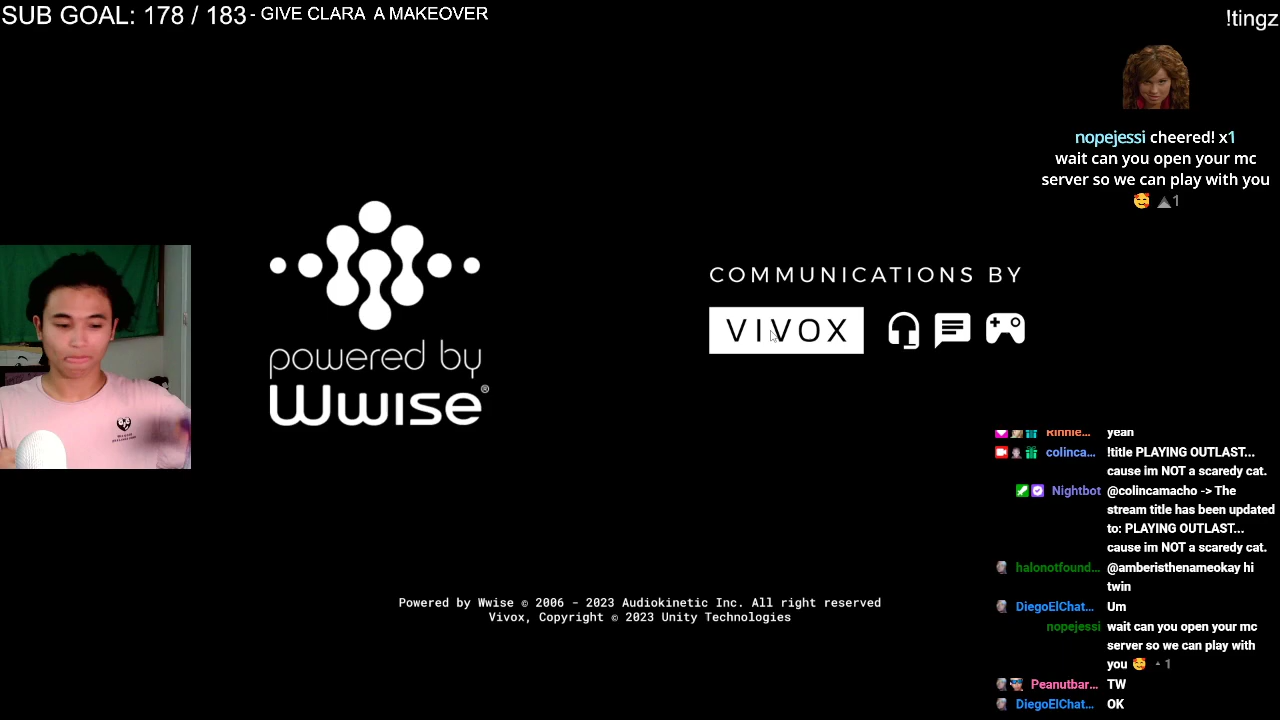 SUB GOAL: 178 / 183 - GIVE CLARA A MAKEOVER
!tingz
nopejessi cheered! x1
wait can you open your mc
server so we can play with you
🥰 1
powered by
Wwise®
COMMUNICATIONS BY
VIVOX
Powered by Wwise © 2006 - 2023 Audiokinetic Inc. All right reserved
Vivox, Copyright © 2023 Unity Technologies
Rinnie... yeah
colinca... !title PLAYING OUTLAST...
cause im NOT a scaredy cat.
Nightbot @colincamacho -> The
stream title has been updated
to: PLAYING OUTLAST...
cause im NOT a scaredy cat.
halonotfound... @amberisthenameokay hi
twin
DiegoElChat... Um
nopejessi wait can you open your mc
server so we can play with
you 🥰 1
Peanutbar... TW
DiegoElChat... OK